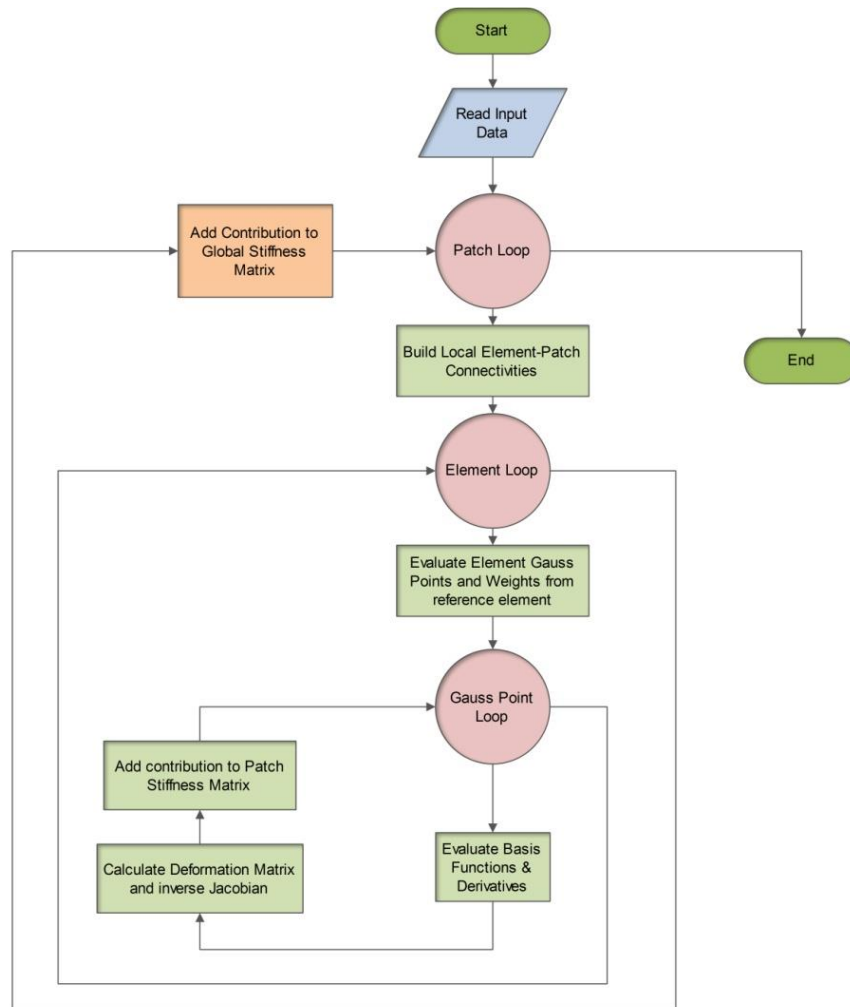 Start
Read Input
Data
Add Contribution to
Global Stiffness
Matrix
Patch Loop
Build Local Element-Patch
Connectivities
End
Element Loop
Evaluate Element Gauss
Points and Weights from
reference element
Gauss Point
Loop
Add contribution to Patch
Stiffness Matrix
Calculate Deformation Matrix
and inverse Jacobian
Evaluate Basis
Functions &
Derivatives